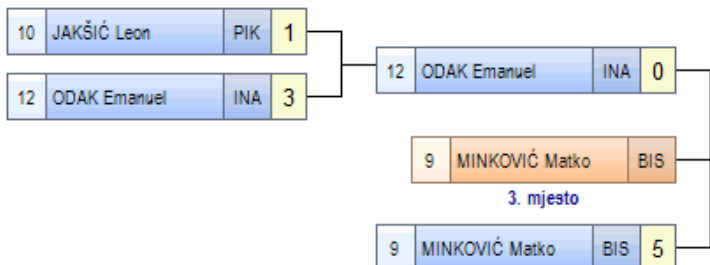 10 JAKŠIĆ Leon PIK 1
12 ODAK Emanuel INA 3
12 ODAK Emanuel INA 0
9 MINKOVIĆ Matko BIS
3. mjesto
9 MINKOVIĆ Matko BIS 5